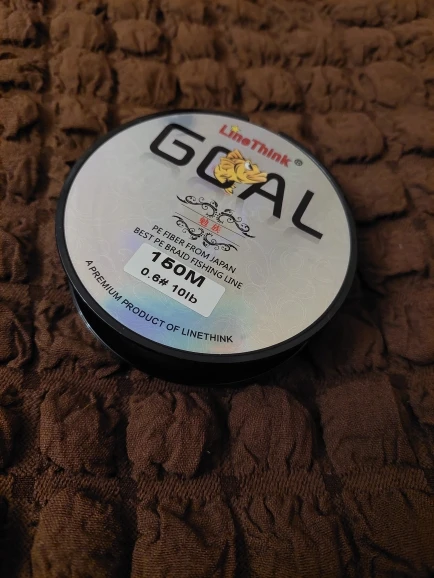 LineThink ®
GOAL
PE FIBER FROM JAPAN
BEST PE BRAID FISHING LINE
150M
0.6# 10lb
A PREMIUM PRODUCT OF LINETHINK